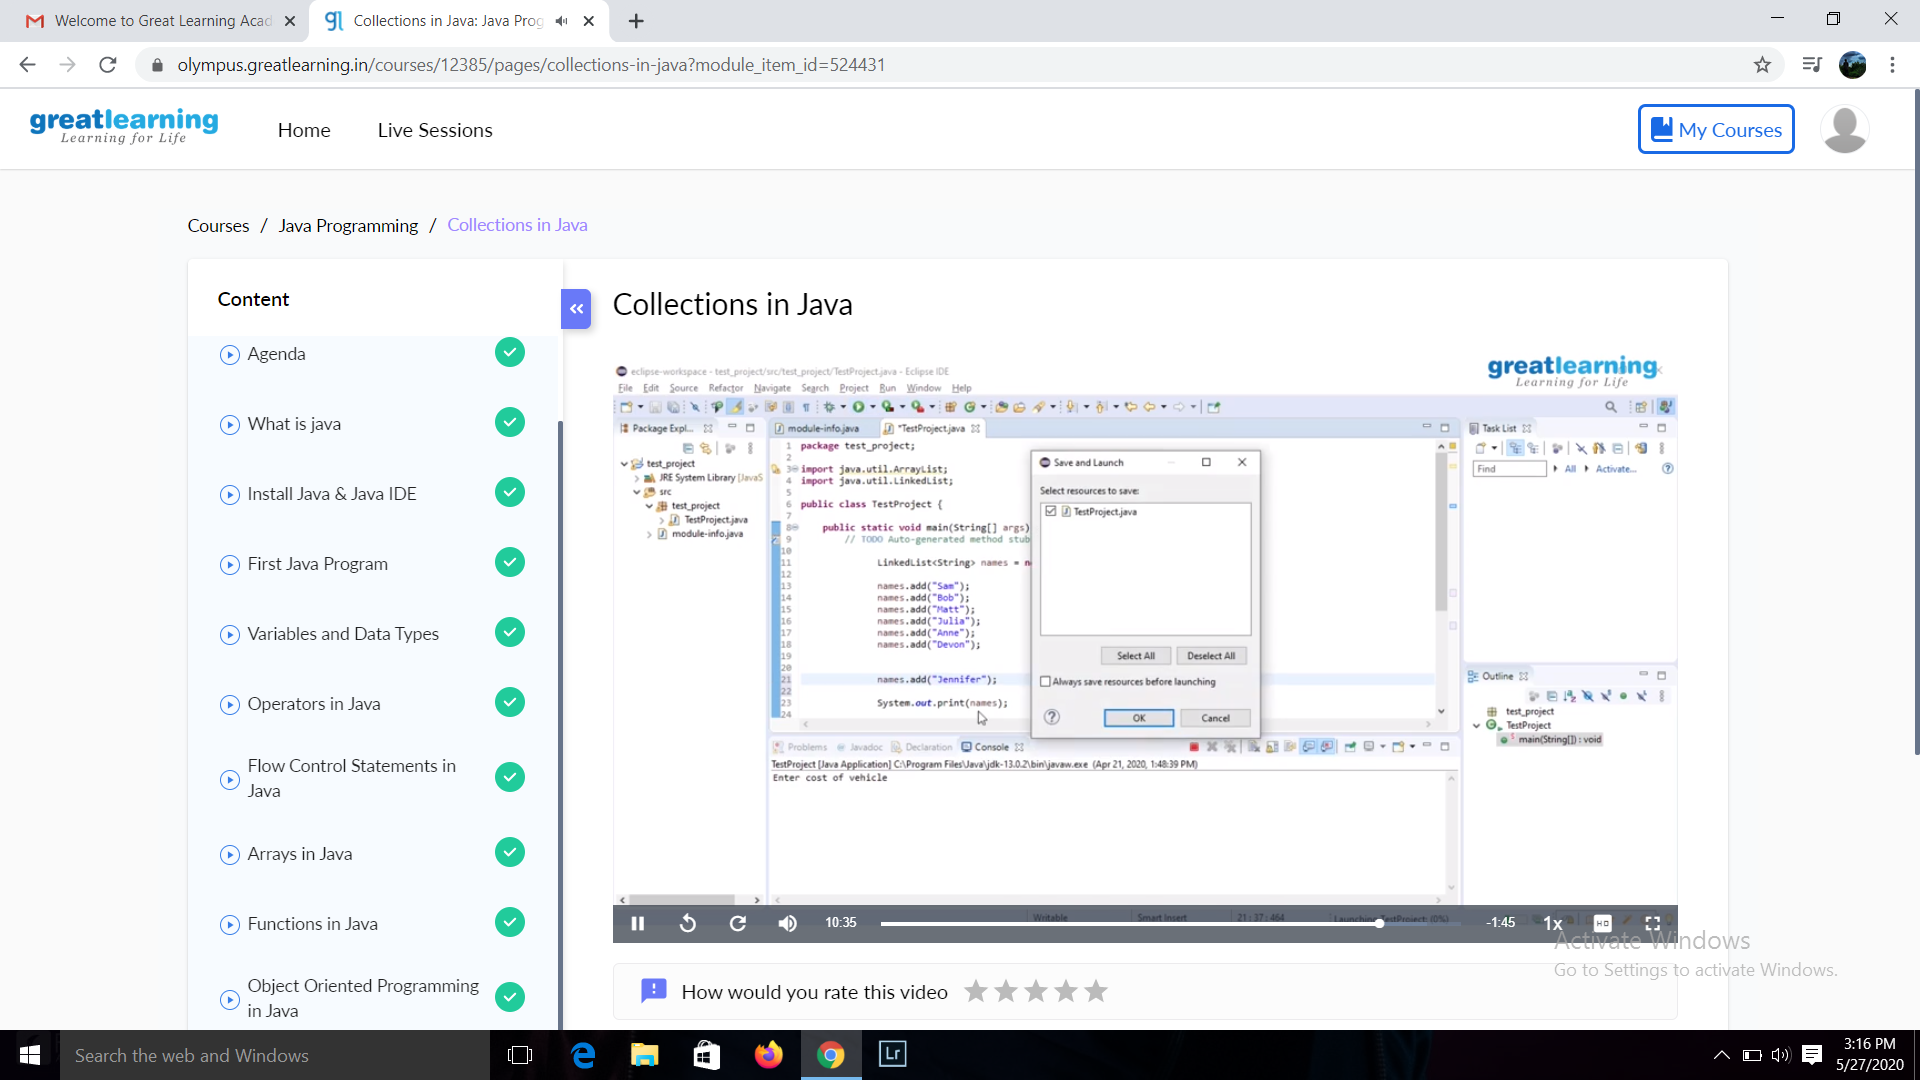 Welcome to Great Learning Acad
Collections in Java: Java Prog
olympus.greatlearning.in/courses/12385/pages/collections-in-java?module_item_id=524431
greatlearning
Learning for Life
Home
Live Sessions
My Courses
Courses / Java Programming / Collections in Java
Content
Agenda
What is java
Install Java & Java IDE
First Java Program
Variables and Data Types
Operators in Java
Flow Control Statements in
Java
Arrays in Java
Functions in Java
Object Oriented Programming
in Java
Collections in Java
greatlearning
Learning for Life
eclipse-workspace - test_project/src/test_project/TestProject.java - Eclipse IDE
File Edit Source Refactor Navigate Search Project Run Window Help
Package Expl...
test_project
JRE System Library [JavaS
src
test_project
TestProject.java
module-info.java
module-info.java
*TestProject.java
1 package test_project;
2
3 import java.util.ArrayList;
4 import java.util.LinkedList;
5
6 public class TestProject {
7
8 public static void main(String[] args)
9 // TODO Auto-generated method stub
10
11 LinkedList<String> names = n
12
13 names.add("Sam");
14 names.add("Bob");
15 names.add("Matt");
16 names.add("Julia");
17 names.add("Anne");
18 names.add("Devon");
19
20
21 names.add("Jennifer");
22
23 System.out.print(names);
24
Save and Launch
Select resources to save:
TestProject.java
Select All
Deselect All
Always save resources before launching
OK
Cancel
Task List
Find
All
Activate...
Outline
test_project
TestProject
main(String[]) : void
Problems
Javadoc
Declaration
Console
TestProject [Java Application] C:\Program Files\Java\jdk-13.0.2\bin\javaw.exe (Apr 21, 2020, 1:48:39 PM)
Enter cost of vehicle
Writable
Smart Insert
21 : 37 : 464
Launching TestProject: (0%)
10:35
-1:45
1x
HD
Activate Windows
Go to Settings to activate Windows.
How would you rate this video
Search the web and Windows
Lr
3:16 PM
5/27/2020